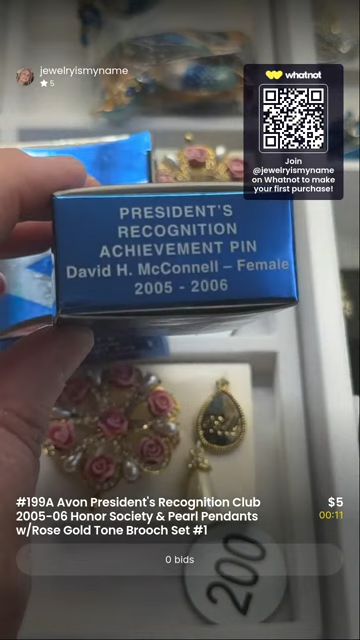 jewelryismyname
★ 5
whatnot
Join
@jewelryismyname
on Whatnot to make
your first purchase!
PRESIDENT'S
RECOGNITION
ACHIEVEMENT PIN
David H. McConnell – Female
2005 - 2006
#199A Avon President's Recognition Club
2005-06 Honor Society & Pearl Pendants
w/Rose Gold Tone Brooch Set #1
$5
00:11
0 bids
200